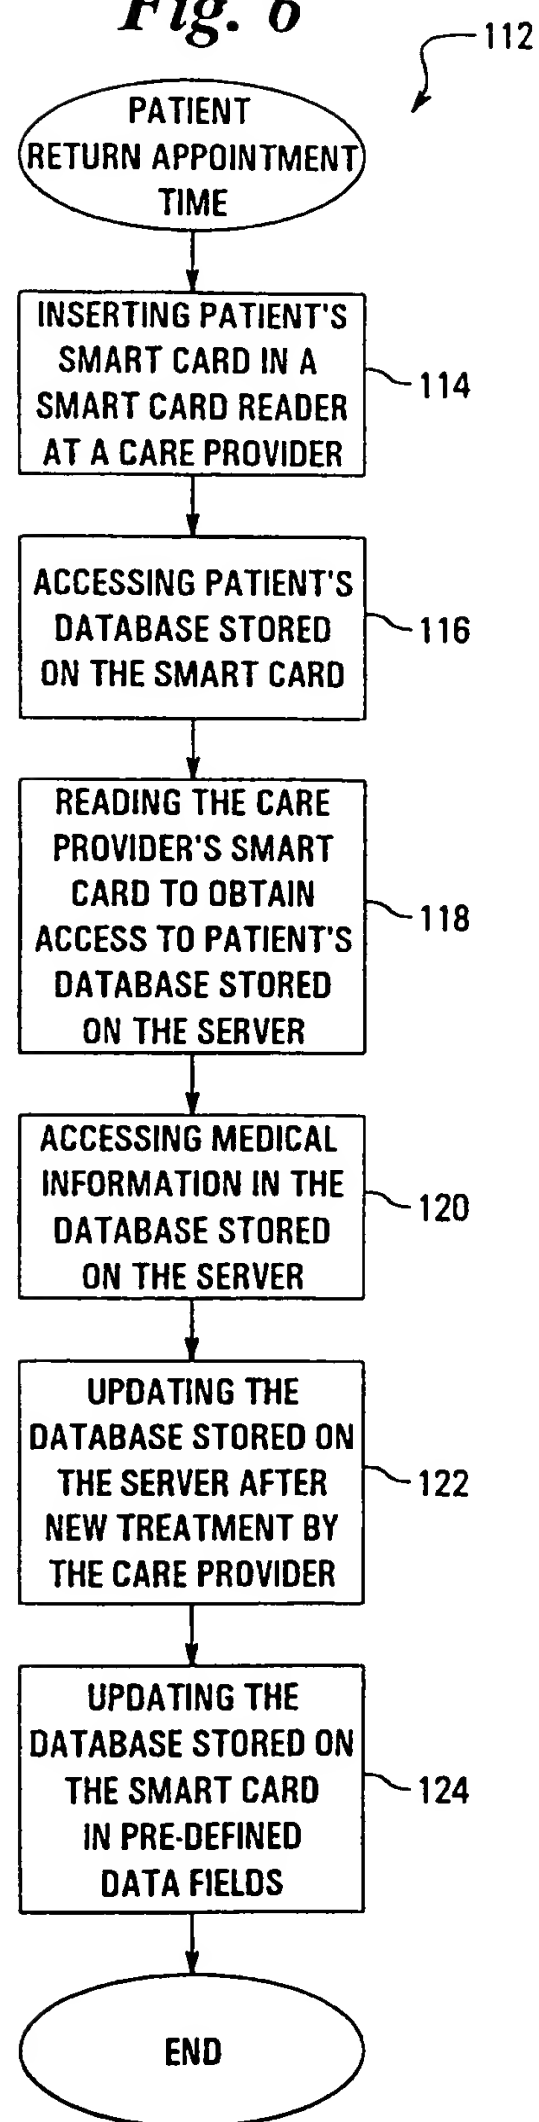 Fig. 6
112
PATIENT
RETURN APPOINTMENT
TIME
INSERTING PATIENT'S
SMART CARD IN A
SMART CARD READER
AT A CARE PROVIDER
114
ACCESSING PATIENT'S
DATABASE STORED
ON THE SMART CARD
116
READING THE CARE
PROVIDER'S SMART
CARD TO OBTAIN
ACCESS TO PATIENT'S
DATABASE STORED
ON THE SERVER
118
ACCESSING MEDICAL
INFORMATION IN THE
DATABASE STORED
ON THE SERVER
120
UPDATING THE
DATABASE STORED ON
THE SERVER AFTER
NEW TREATMENT BY
THE CARE PROVIDER
122
UPDATING THE
DATABASE STORED ON
THE SMART CARD
IN PRE-DEFINED
DATA FIELDS
124
END